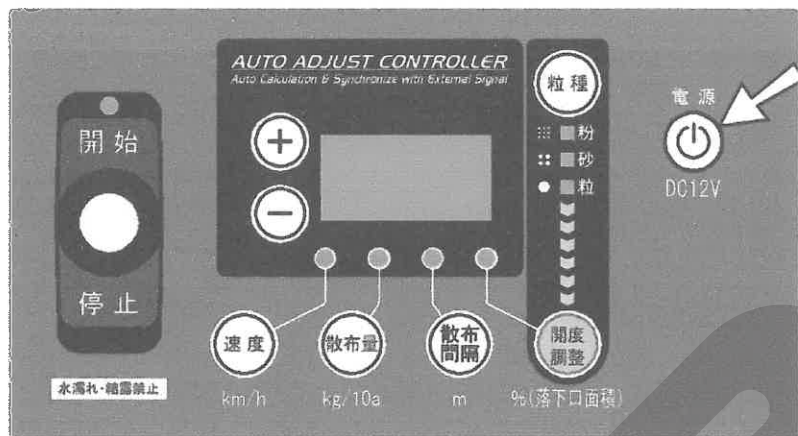 AUTO ADJUST CONTROLLER
Auto Calculation & Synchronize with External Signal
開始
停止
水濡れ・結露禁止
+
−
粒種
粉
砂
粒
電源
DC12V
速度
km/h
散布量
kg/10a
散布
間隔
m
開度
調整
%(落下口面積)